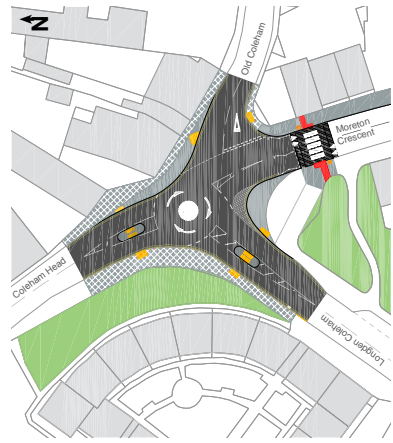 N
Old Coleham
Moreton
Crescent
Coleham Head
Longden Coleham